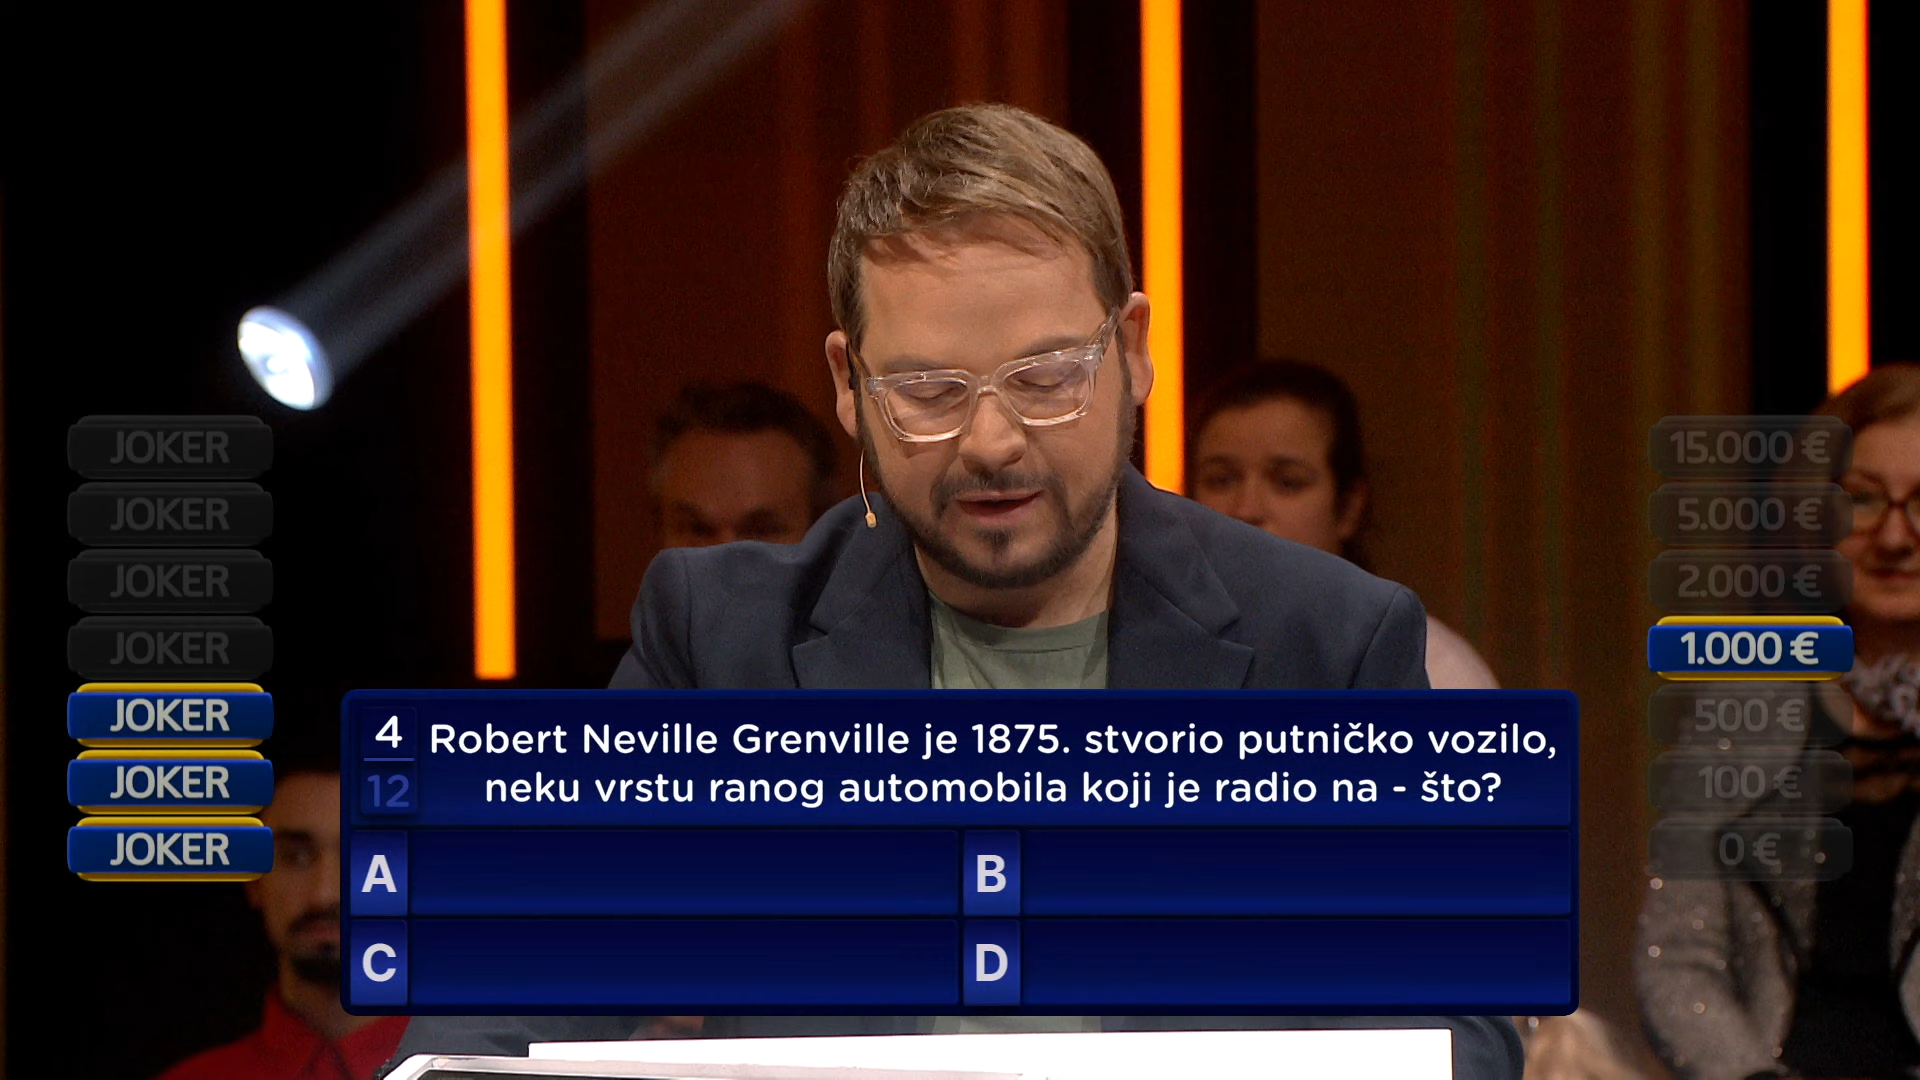 JOKER
JOKER
JOKER
JOKER
JOKER
JOKER
JOKER
15.000 €
5.000 €
2.000 €
1.000 €
500 €
100 €
0 €
4
12
Robert Neville Grenville je 1875. stvorio putničko vozilo,
neku vrstu ranog automobila koji je radio na - što?
A
B
C
D